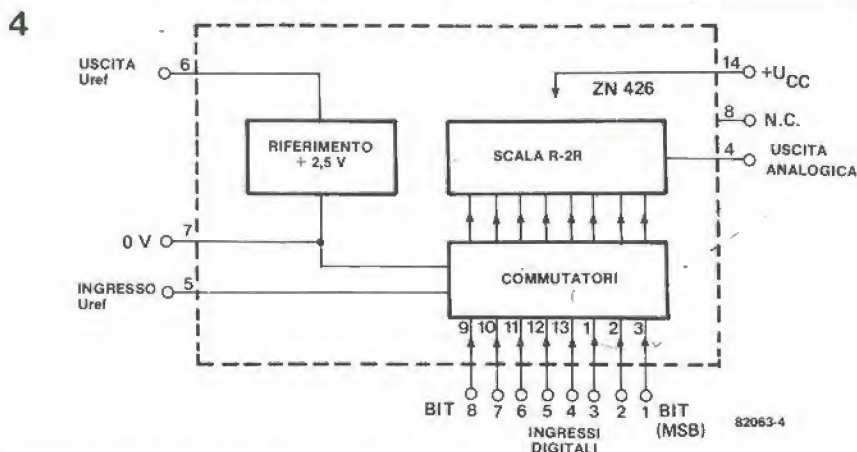 4
USCITA 6
Uref
14 +UCC
ZN 426
8 N.C.
RIFERIMENTO
+ 2,5 V
SCALA R-2R
4 USCITA
ANALOGICA
0 V 7
INGRESSO 5
Uref
COMMUTATORI
9 10 11 12 13 1 2 3
BIT 8 7 6 5 4 3 2 1 BIT
(MSB)
INGRESSI
DIGITALI
82063-4